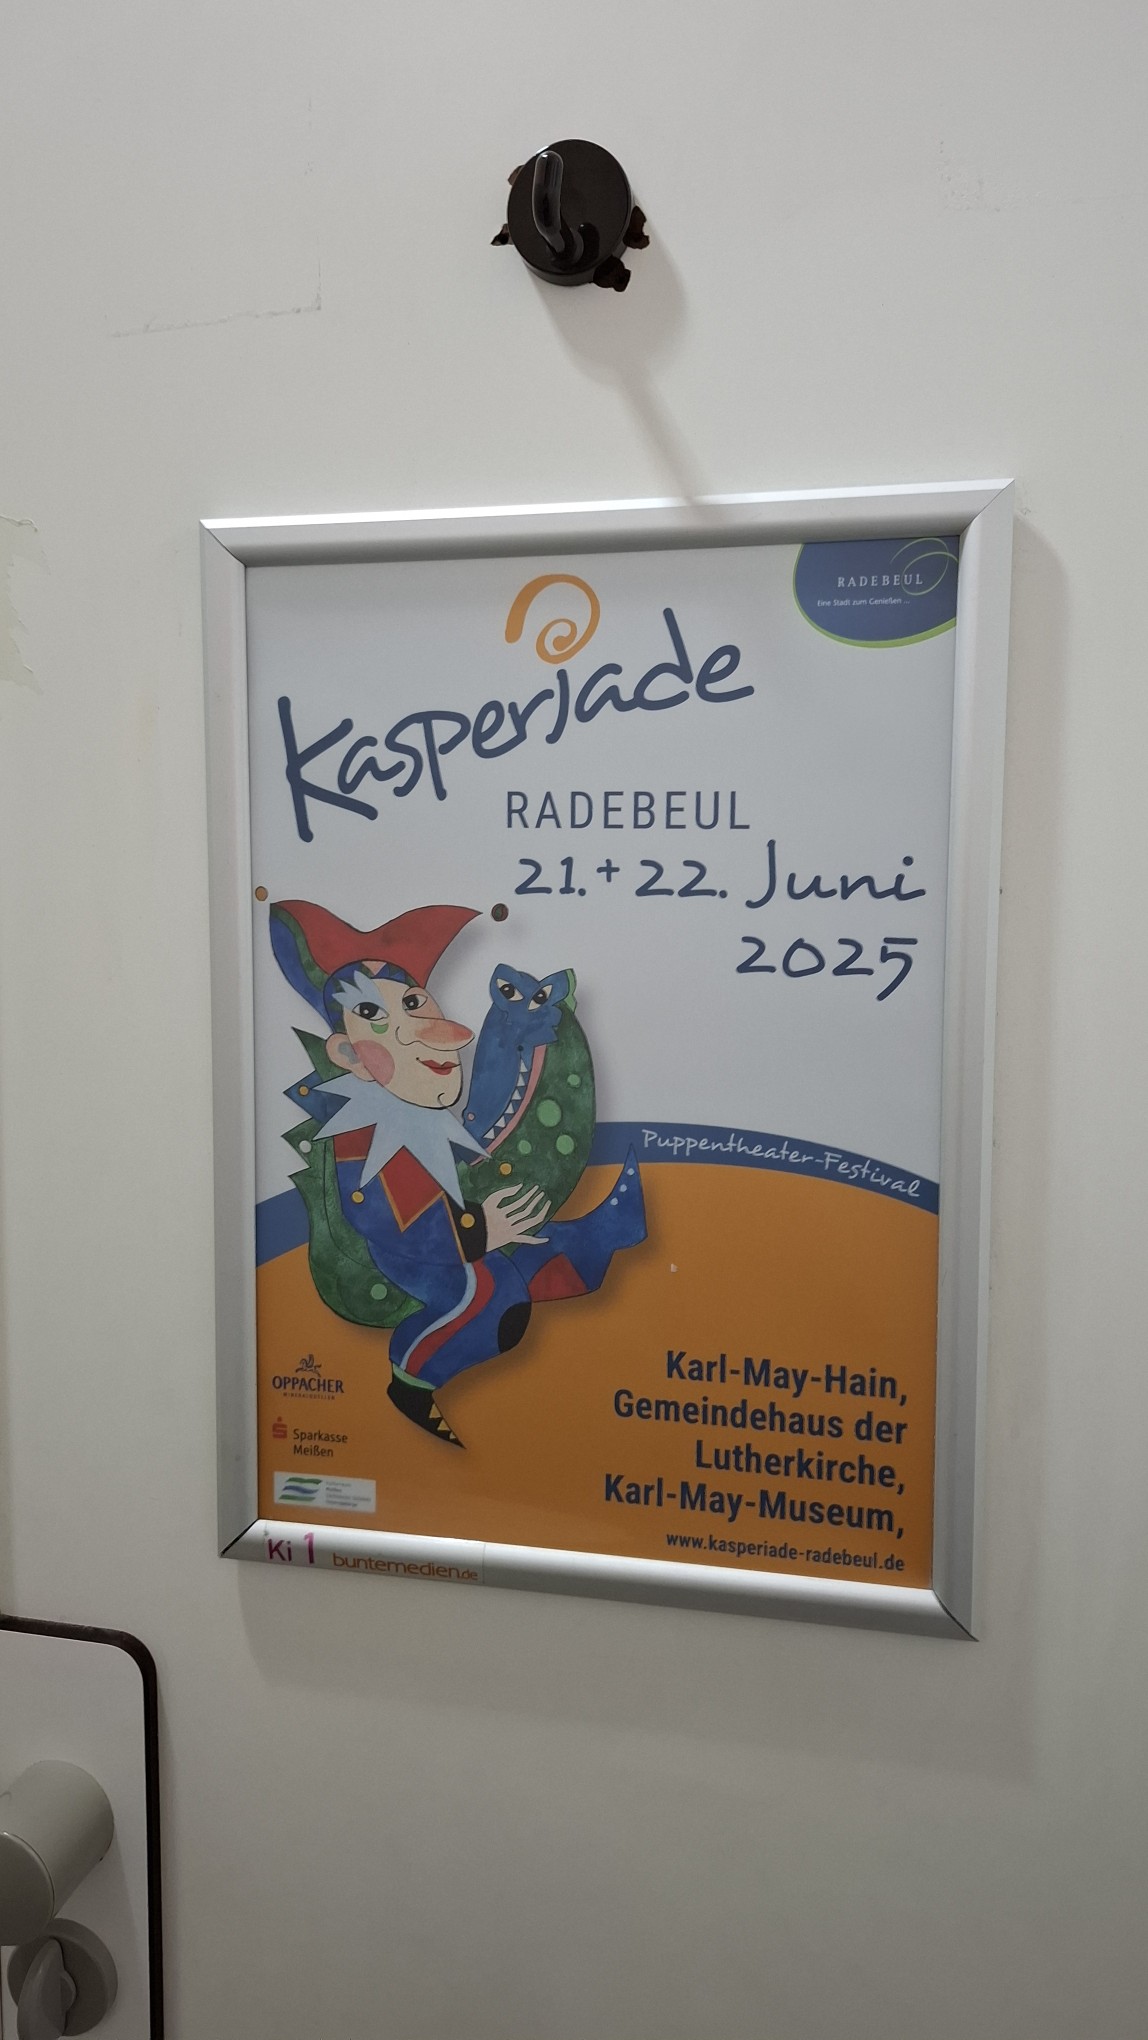 RADEBEUL
Eine Stadt zum Genießen ...
Kasperiade
RADEBEUL
21. + 22. Juni
2025
Puppentheater-Festival
OPPACHER
MINERALQUELLEN
Sparkasse
Meißen
Karl-May-Hain,
Gemeindehaus der
Lutherkirche,
Karl-May-Museum,
www.kasperiade-radebeul.de
Ki 1
buntemedien.de